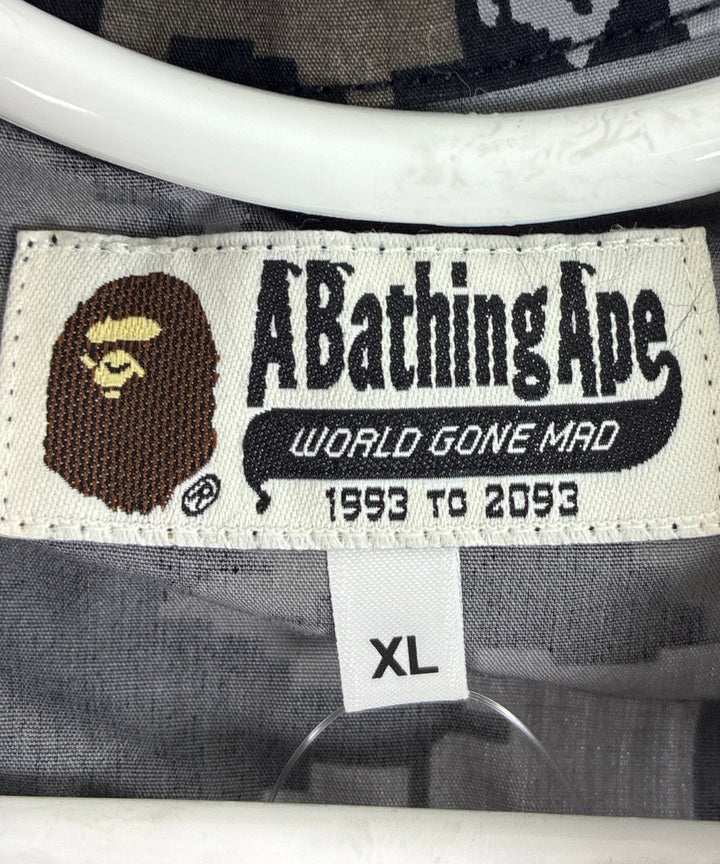 A Bathing Ape
WORLD GONE MAD
1993 TO 2093
®
XL